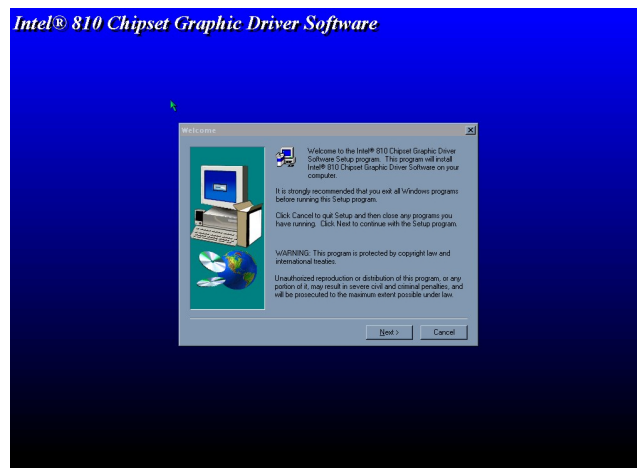 Intel® 810 Chipset Graphic Driver Software
Welcome
Welcome to the Intel® 810 Chipset Graphic Driver
Software Setup program. This program will install
Intel® 810 Chipset Graphic Driver Software on your
computer.
It is strongly recommended that you exit all Windows programs
before running this Setup program.
Click Cancel to quit Setup and then close any programs you
have running. Click Next to continue with the Setup program.
WARNING: This program is protected by copyright law and
international treaties.
Unauthorized reproduction or distribution of this program, or any
portion of it, may result in severe civil and criminal penalties, and
will be prosecuted to the maximum extent possible under law.
Next >
Cancel